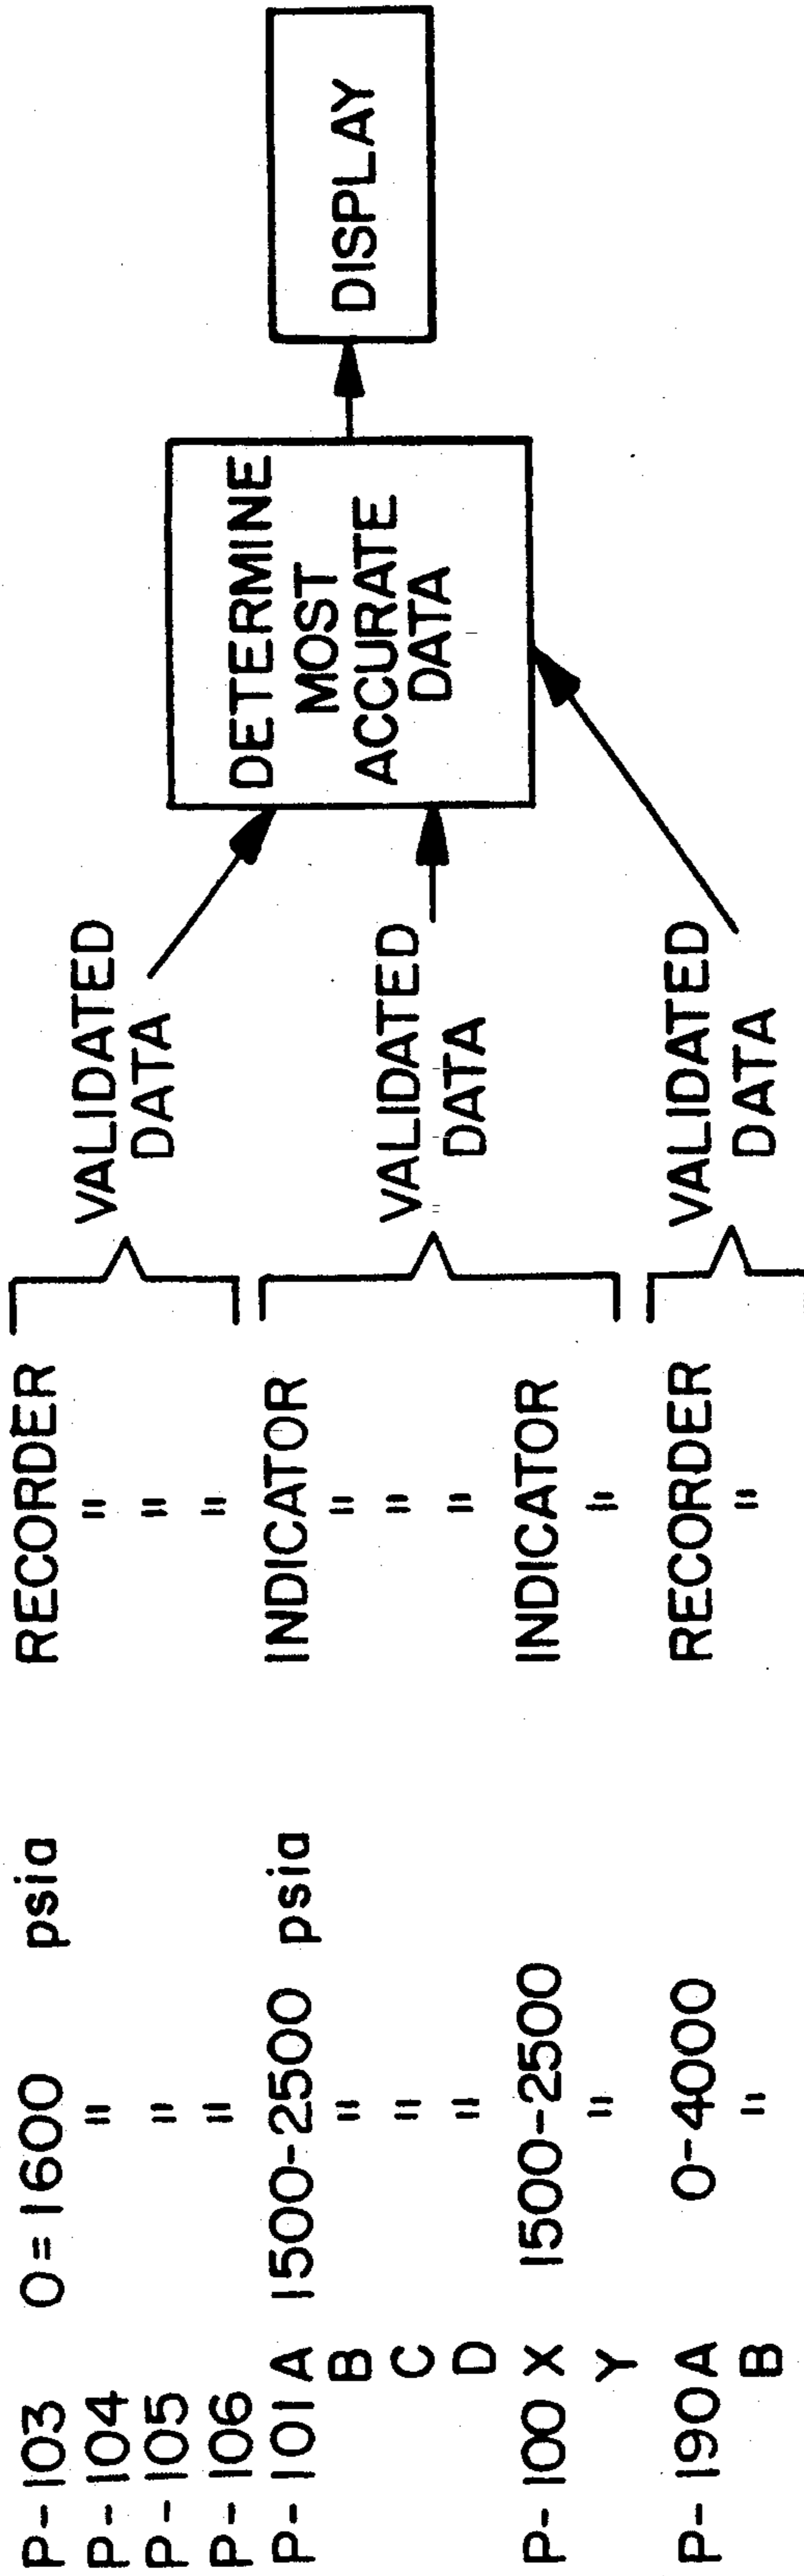 P-103 0=1600 psia RECORDER
P-104 " "
P-105 " "
P-106 " "
P-101 A 1500-2500 psia INDICATOR
B " "
C " "
D " "
P-100 X 1500-2500 INDICATOR
Y " "
P-190A 0-4000 RECORDER
B " "
VALIDATED
DATA
VALIDATED
DATA
VALIDATED
DATA
DETERMINE
MOST
ACCURATE
DATA
DISPLAY